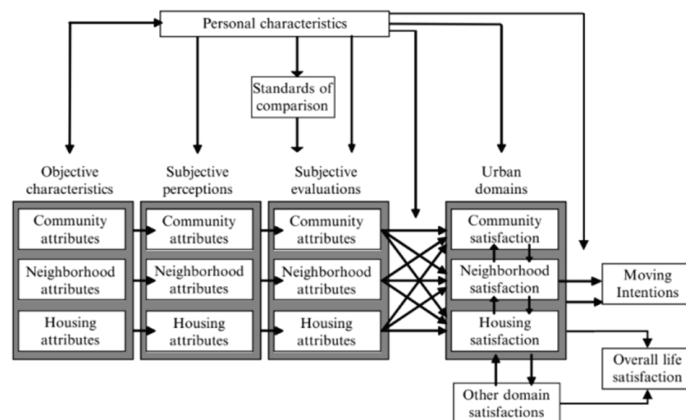 Personal characteristics
Standards of
comparison
Objective
characteristics
Subjective
perceptions
Subjective
evaluations
Urban
domains
Community
attributes
Community
attributes
Community
attributes
Community
satisfaction
Neighborhood
attributes
Neighborhood
attributes
Neighborhood
attributes
Neighborhood
satisfaction
Moving
Intentions
Housing
attributes
Housing
attributes
Housing
attributes
Housing
satisfaction
Overall life
satisfaction
Other domain
satisfactions